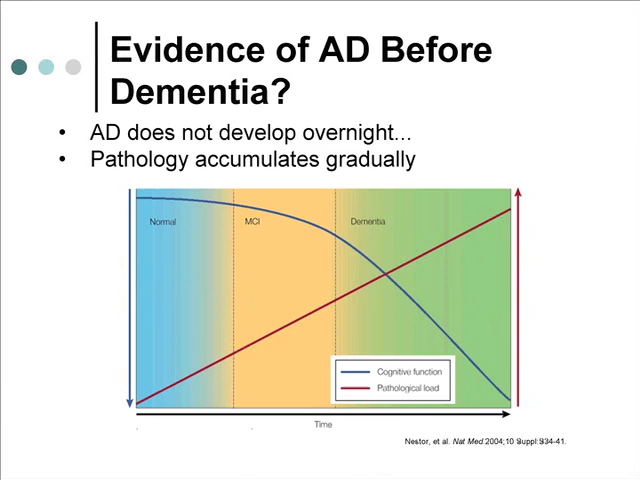 Evidence of AD Before
Dementia?
• AD does not develop overnight...
• Pathology accumulates gradually
Normal MCI Dementia
Cognitive function
Pathological load
Time
Nestor, et al. Nat Med.2004;10 Suppl:S34-41.